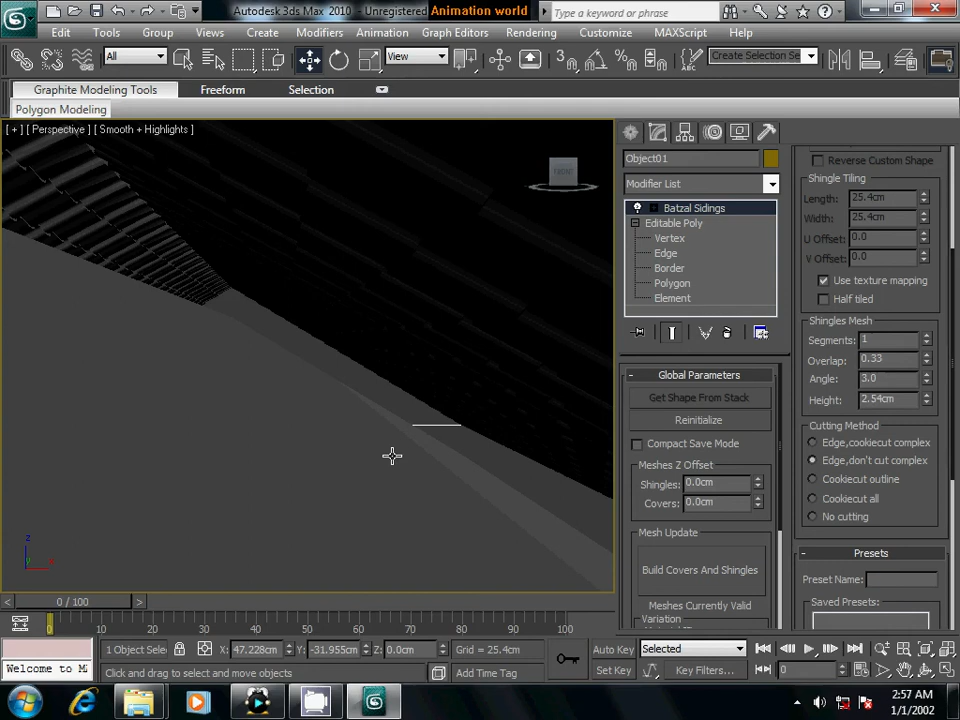 Autodesk 3ds Max 2010 - Unregistered
Animation world
Type a keyword or phrase
Edit Tools Group Views Create Modifiers Animation Graph Editors Rendering Customize MAXScript Help
All
View
Create Selection Se
Graphite Modeling Tools Freeform Selection
Polygon Modeling
[ + ] [ Perspective ] [ Smooth + Highlights ]
FRONT
Object01
Modifier List
Batzal Sidings
Editable Poly
Vertex
Edge
Border
Polygon
Element
Global Parameters
Get Shape From Stack
Reinitialize
Compact Save Mode
Meshes Z Offset
Shingles: 0.0cm
Covers: 0.0cm
Mesh Update
Build Covers And Shingles
Meshes Currently Valid
Variation
Reverse Custom Shape
Shingle Tiling
Length: 25.4cm
Width: 25.4cm
U Offset: 0.0
V Offset: 0.0
Use texture mapping
Half tiled
Shingles Mesh
Segments: 1
Overlap: 0.33
Angle: 3.0
Height: 2.54cm
Cutting Method
Edge,cookiecut complex
Edge,don't cut complex
Cookiecut outline
Cookiecut all
No cutting
Presets
Preset Name:
Saved Presets:
z
x
0 / 100
0 10 20 30 40 50 60 70 80 90 100
1 Object Sele
X: 47.228cm Y: -31.955cm Z: 0.0cm
Grid = 25.4cm
Auto Key Selected
Welcome to M
Click and drag to select and move objects
Add Time Tag
Set Key Key Filters...
0
2:57 AM
1/1/2002